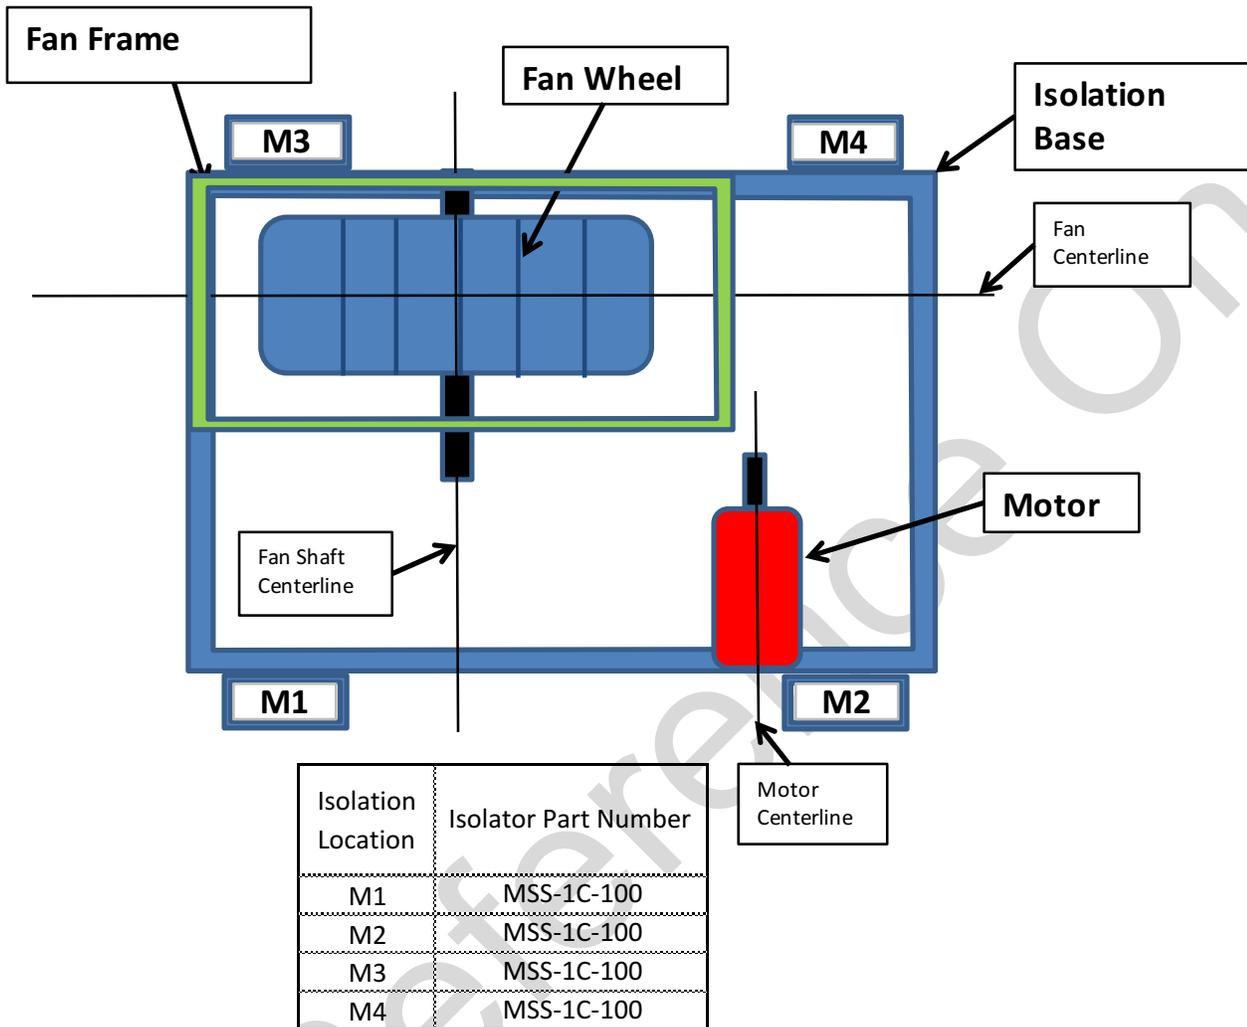 Fan Frame
Fan Wheel
Isolation
Base
M3
M4
Fan
Centerline
Motor
Fan Shaft
Centerline
M1
M2
Motor
Centerline
Isolation
Location
Isolator Part Number
M1 MSS-1C-100
M2 MSS-1C-100
M3 MSS-1C-100
M4 MSS-1C-100